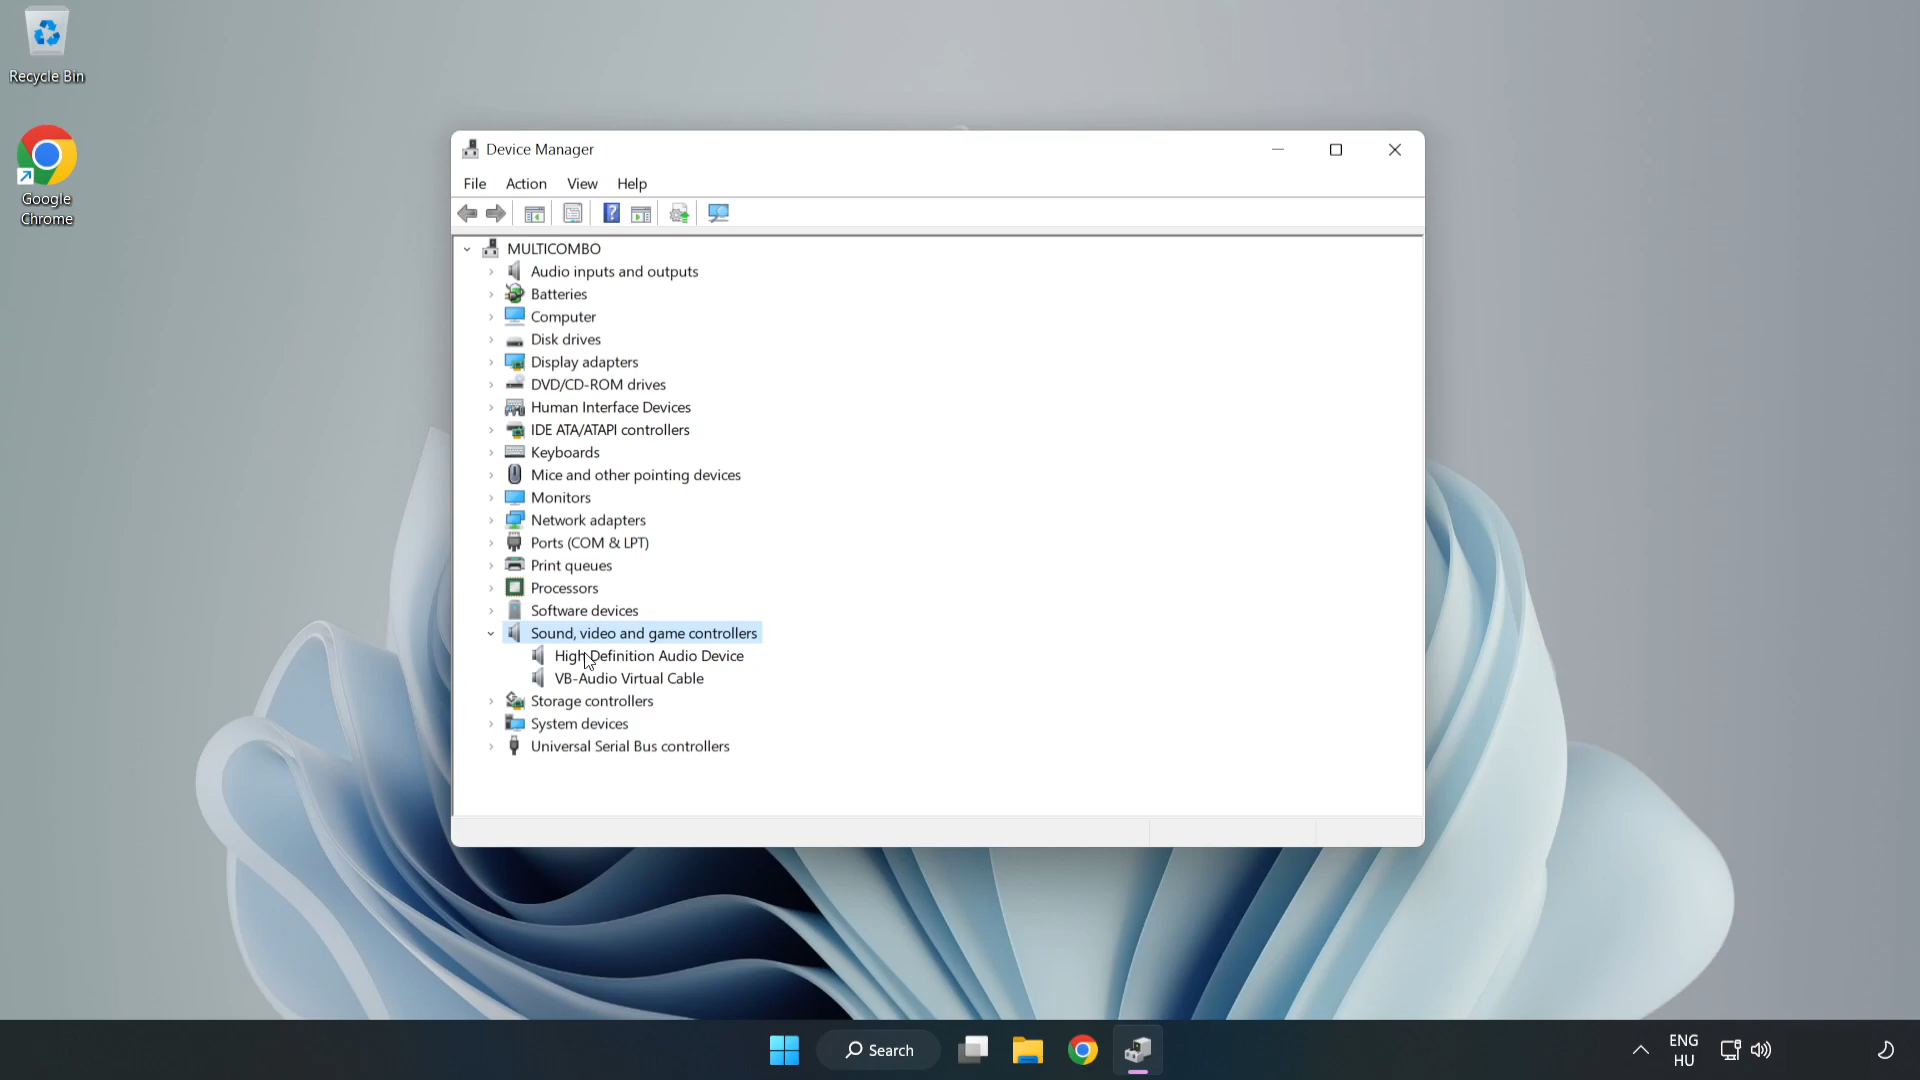 Recycle Bin
Google
Chrome
Device Manager
File Action View Help
MULTICOMBO
Audio inputs and outputs
Batteries
Computer
Disk drives
Display adapters
DVD/CD-ROM drives
Human Interface Devices
IDE ATA/ATAPI controllers
Keyboards
Mice and other pointing devices
Monitors
Network adapters
Ports (COM & LPT)
Print queues
Processors
Software devices
Sound, video and game controllers
High Definition Audio Device
VB-Audio Virtual Cable
Storage controllers
System devices
Universal Serial Bus controllers
Search
ENG
HU